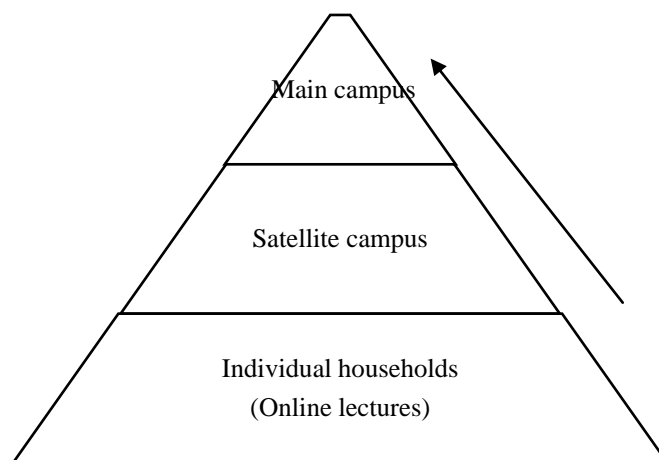 Main campus
Satellite campus
Individual households
(Online lectures)